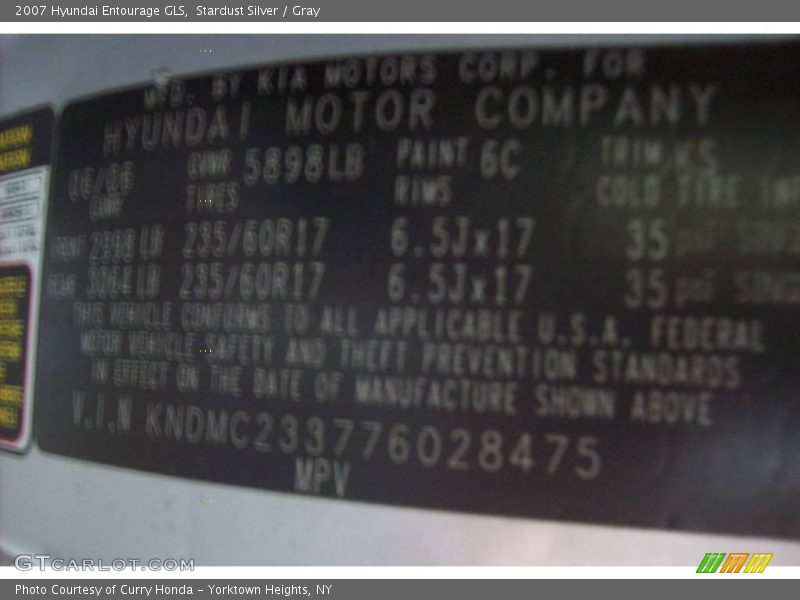 2007 Hyundai Entourage GLS, Stardust Silver / Gray
MFD. BY KIA MOTORS CORP. FOR
HYUNDAI MOTOR COMPANY
06/06 GVWR 5898LB PAINT 6C TRIM KS
GAWR TIRES RIMS COLD TIRE
FRONT 2998 LB 235/60R17 6.5Jx17 35 psi
REAR 3064LB 235/60R17 6.5Jx17 35 psi
THIS VEHICLE CONFORMS TO ALL APPLICABLE U.S.A. FEDERAL
MOTOR VEHICLE SAFETY AND THEFT PREVENTION STANDARDS
IN EFFECT ON THE DATE OF MANUFACTURE SHOWN ABOVE
V.I.N KNDMC233776028475
MPV
GTcarlot.com
Photo Courtesy of Curry Honda - Yorktown Heights, NY